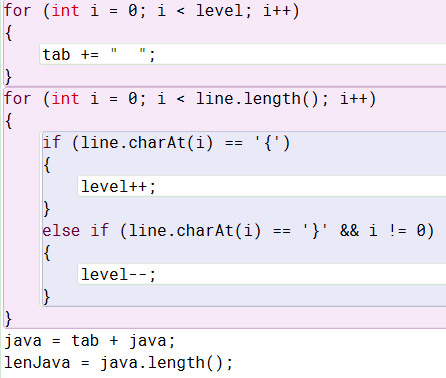 for (int i = 0; i < level; i++)
{
    tab += "  ";
}
for (int i = 0; i < line.length(); i++)
{
    if (line.charAt(i) == '{')
    {
        level++;
    }
    else if (line.charAt(i) == '}' && i != 0)
    {
        level--;
    }
}
java = tab + java;
lenJava = java.length();